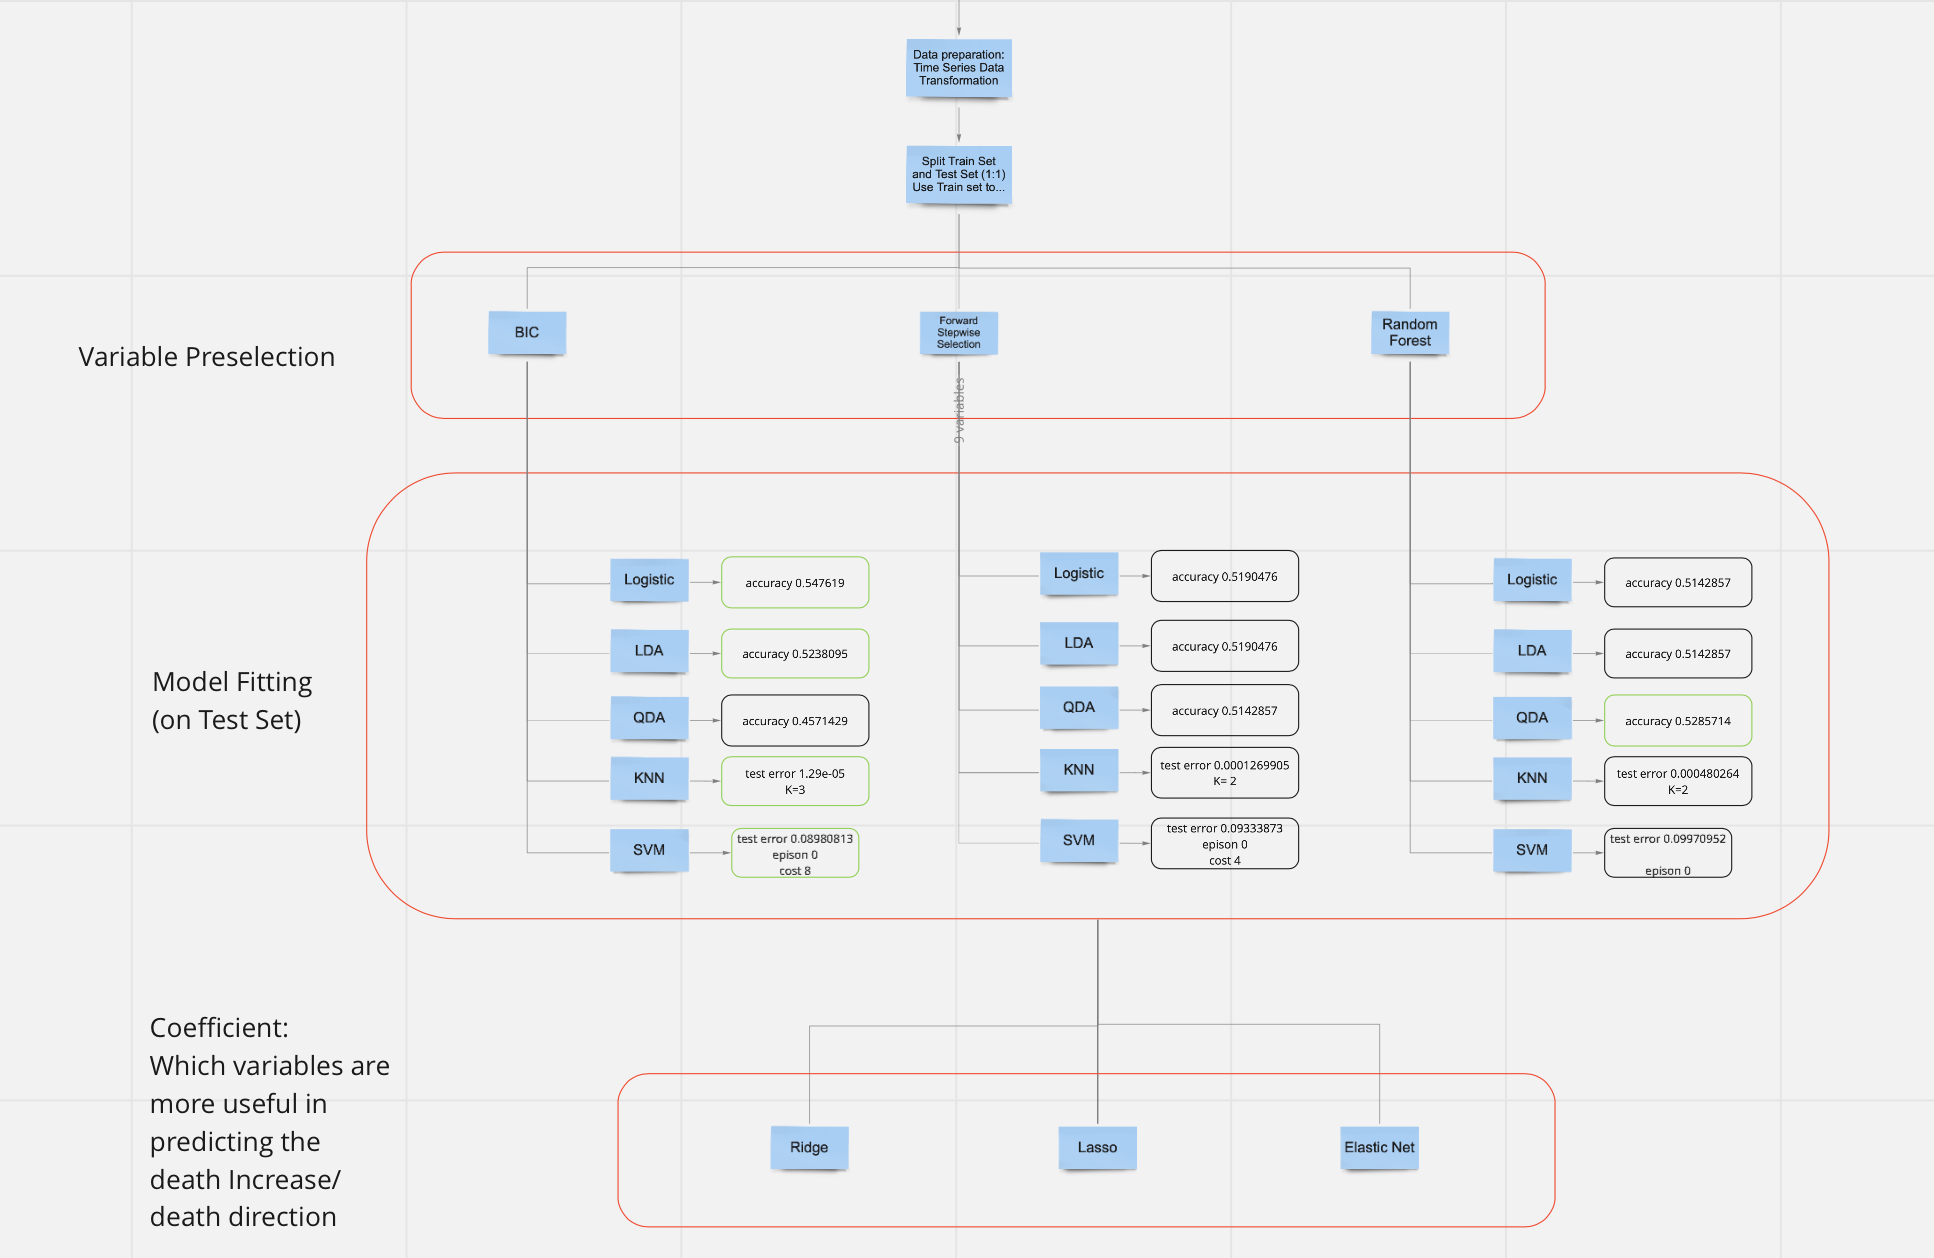 Data preparation:
Time Series Data
Transformation
Split Train Set
and Test Set (1:1)
Use Train set to...
Variable Preselection
BIC
Forward
Stepwise
Selection
Random
Forest
9 variables
Model Fitting
(on Test Set)
Logistic
accuracy 0.547619
LDA
accuracy 0.5238095
QDA
accuracy 0.4571429
KNN
test error 1.29e-05
K=3
SVM
test error 0.08980813
epison 0
cost 8
Logistic
accuracy 0.5190476
LDA
accuracy 0.5190476
QDA
accuracy 0.5142857
KNN
test error 0.0001269905
K= 2
SVM
test error 0.09333873
epison 0
cost 4
Logistic
accuracy 0.5142857
LDA
accuracy 0.5142857
QDA
accuracy 0.5285714
KNN
test error 0.000480264
K=2
SVM
test error 0.09970952
epison 0
Coefficient:
Which variables are
more useful in
predicting the
death Increase/
death direction
Ridge
Lasso
Elastic Net